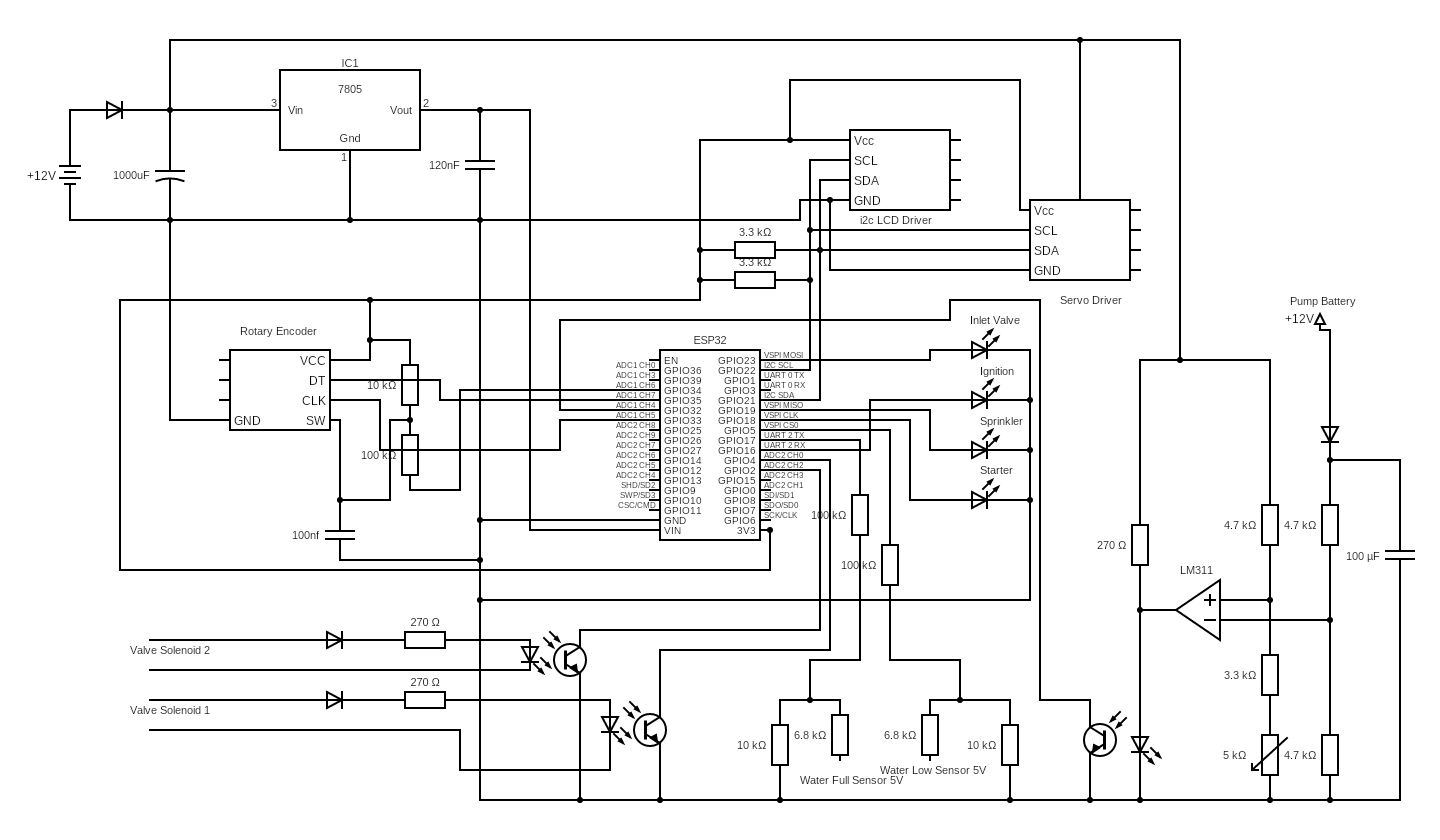 IC1
7805
3
Vin
Vout
2
Gnd
1
+12V
1000uF
120nF
Vcc
SCL
SDA
GND
i2c LCD Driver
Vcc
SCL
SDA
GND
Servo Driver
3.3 kΩ
3.3 kΩ
Rotary Encoder
VCC
DT
CLK
GND
SW
10 kΩ
100 kΩ
100nf
ESP32
EN
ADC1 CH0 GPIO36
ADC1 CH3 GPIO39
ADC1 CH6 GPIO34
ADC1 CH7 GPIO35
ADC1 CH4 GPIO32
ADC1 CH5 GPIO33
ADC2 CH8 GPIO25
ADC2 CH9 GPIO26
ADC2 CH7 GPIO27
ADC2 CH6 GPIO14
ADC2 CH5 GPIO12
ADC2 CH4 GPIO13
SHD/SD2 GPIO9
SWP/SD3 GPIO10
CSC/CMD GPIO11
GND
VIN
GPIO23 VSPI MOSI
GPIO22 I2C SCL
GPIO1 UART 0 TX
GPIO3 UART 0 RX
GPIO21 I2C SDA
GPIO19 VSPI MISO
GPIO18 VSPI CLK
GPIO5 VSPI CS0
GPIO17 UART 2 TX
GPIO16 UART 2 RX
GPIO4 ADC2 CH0
GPIO2 ADC2 CH2
GPIO15 ADC2 CH3
GPIO0 ADC2 CH1
GPIO8 SDI/SD1
GPIO7 SDO/SD0
GPIO6 SCK/CLK
3V3
Inlet Valve
Ignition
Sprinkler
Starter
100 kΩ
100 kΩ
Pump Battery
+12V
270 Ω
4.7 kΩ
4.7 kΩ
100 µF
LM311
3.3 kΩ
5 kΩ
4.7 kΩ
270 Ω
Valve Solenoid 2
270 Ω
Valve Solenoid 1
10 kΩ
6.8 kΩ
6.8 kΩ
10 kΩ
Water Low Sensor 5V
Water Full Sensor 5V